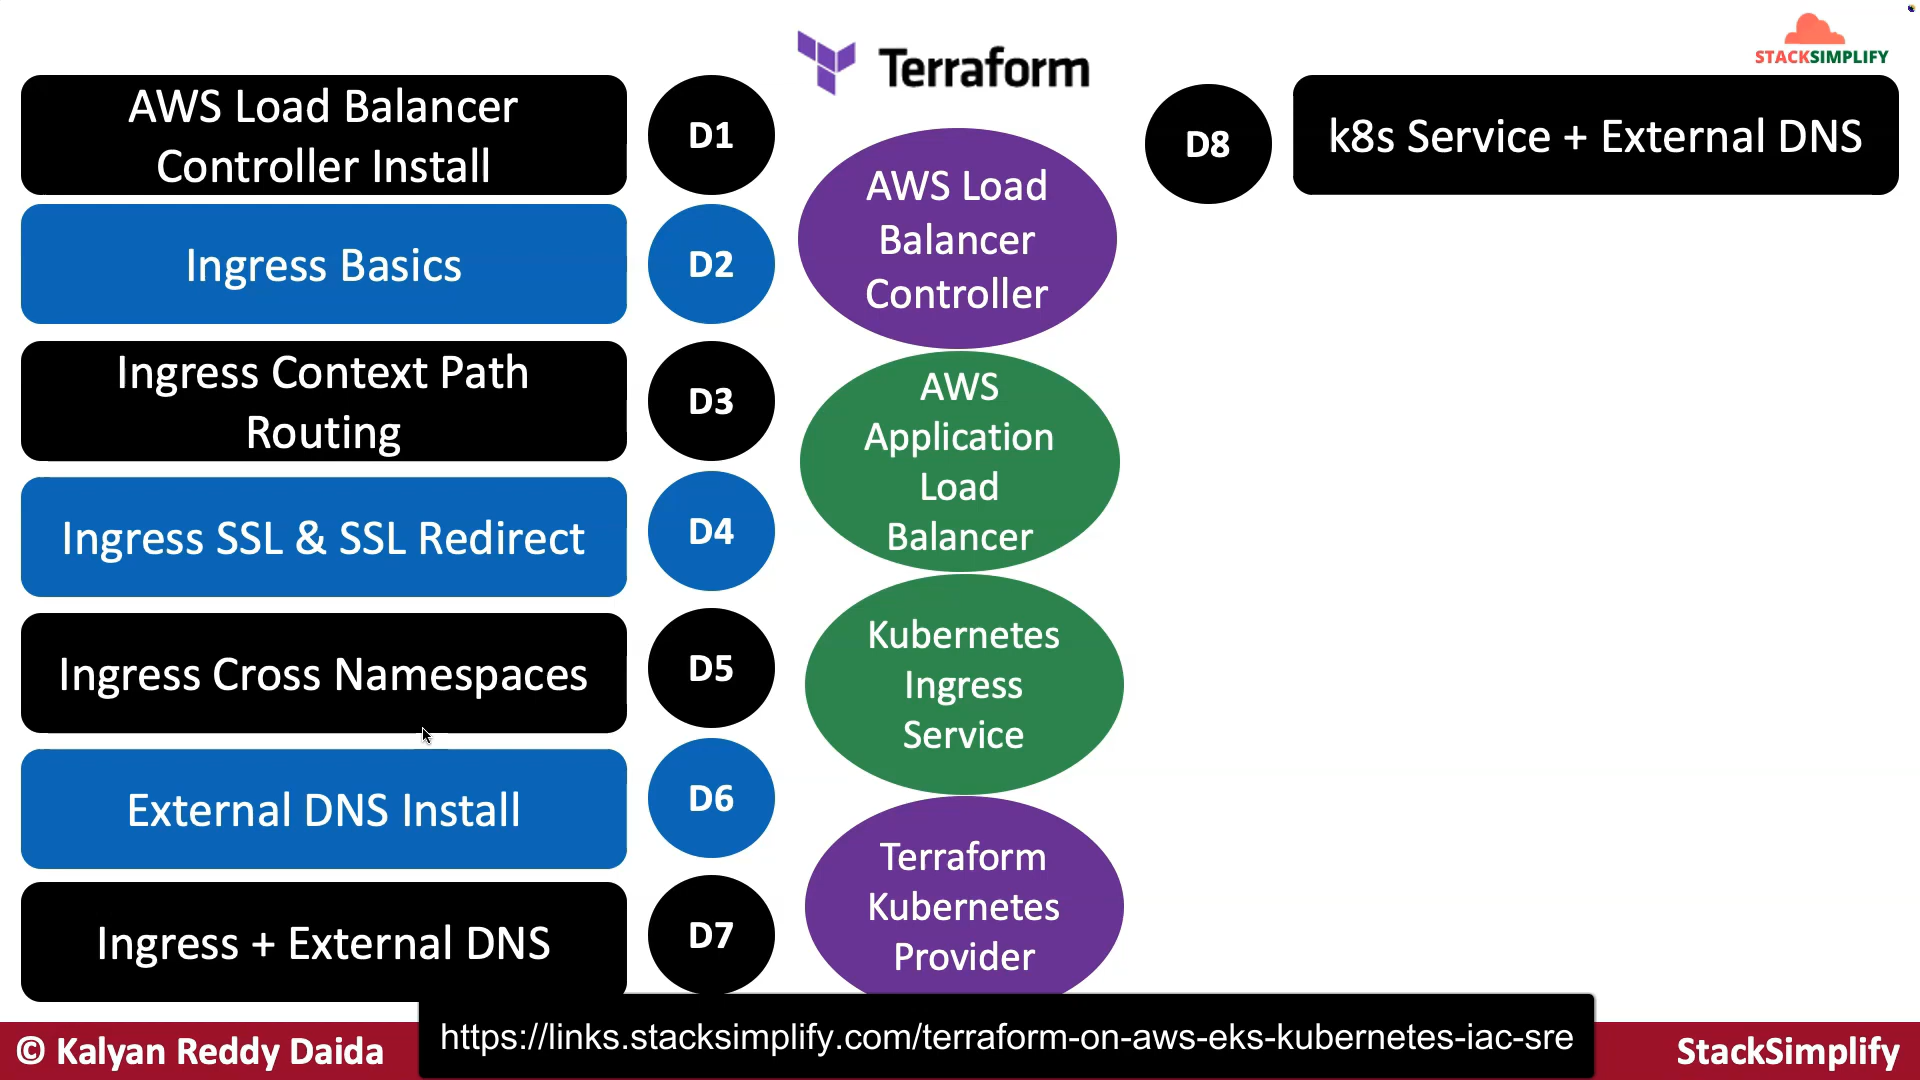 Terraform
STACKSIMPLIFY
AWS Load Balancer
Controller Install
D1
Ingress Basics
D2
Ingress Context Path
Routing
D3
Ingress SSL & SSL Redirect
D4
Ingress Cross Namespaces
D5
External DNS Install
D6
Ingress + External DNS
D7
AWS Load
Balancer
Controller
AWS
Application
Load
Balancer
Kubernetes
Ingress
Service
Terraform
Kubernetes
Provider
D8
k8s Service + External DNS
© Kalyan Reddy Daida
https://links.stacksimplify.com/terraform-on-aws-eks-kubernetes-iac-sre
StackSimplify